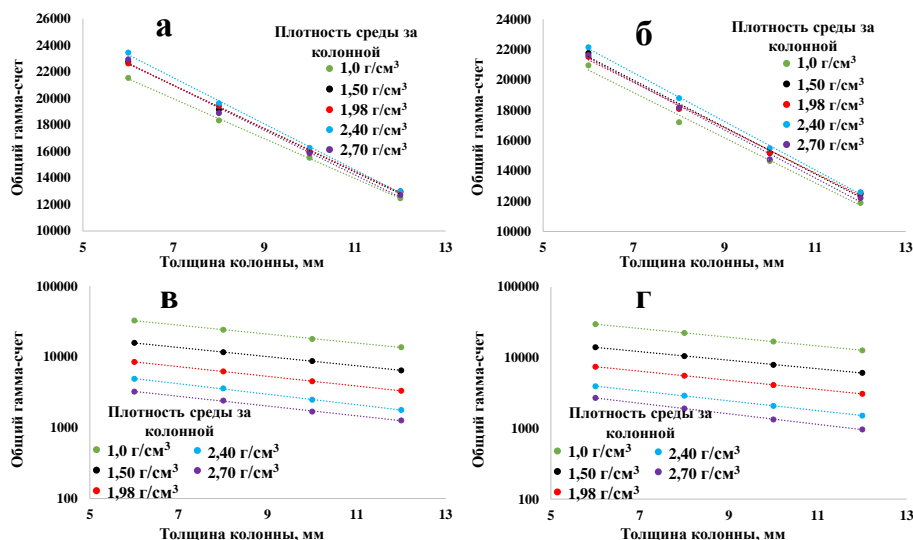 а
Общий гамма-счет
26000
24000
22000
20000
18000
16000
14000
12000
10000
5
7
9
11
13
Толщина колонны, мм
Плотность среды за
колонной
1,0 г/см³
1,50 г/см³
1,98 г/см³
2,40 г/см³
2,70 г/см³
б
Общий гамма-счет
24000
22000
20000
18000
16000
14000
12000
10000
5
7
9
11
13
Толщина колонны, мм
Плотность среды за
колонной
1,0 г/см³
1,50 г/см³
1,98 г/см³
2,40 г/см³
2,70 г/см³
в
Общий гамма-счет
100000
10000
1000
100
5
7
9
11
13
Толщина колонны, мм
Плотность среды за
колонной
1,0 г/см³ 2,40 г/см³
1,50 г/см³ 2,70 г/см³
1,98 г/см³
г
Общий гамма-счет
100000
10000
1000
100
5
7
9
11
13
Толщина колонны, мм
Плотность среды за
колонной
1,0 г/см³ 2,40 г/см³
1,50 г/см³ 2,70 г/см³
1,98 г/см³